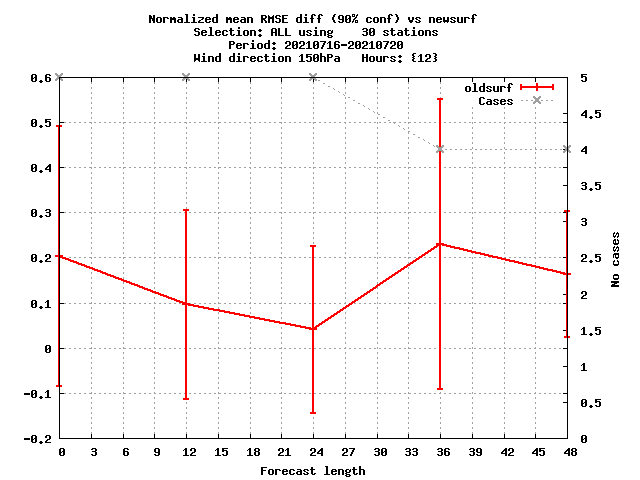 Normalized mean RMSE diff (90% conf) vs newsurf
Selection: ALL using    30 stations
Period: 20210716-20210720
Wind direction 150hPa   Hours: {12}
oldsurf
Cases
0.6
0.5
0.4
0.3
0.2
0.1
0
-0.1
-0.2
5
4.5
4
3.5
3
2.5
2
1.5
1
0.5
0
No cases
0 3 6 9 12 15 18 21 24 27 30 33 36 39 42 45 48
Forecast length